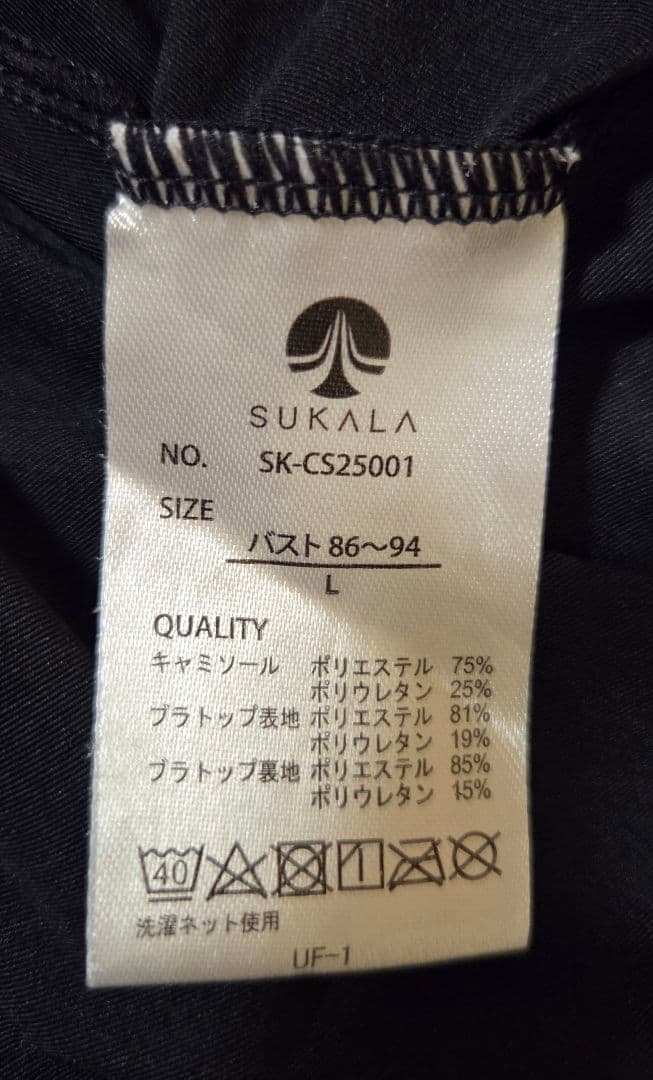 SUKALA
NO. SK-CS25001
SIZE
バスト 86～94
L
QUALITY
キャミソール ポリエステル 75%
ポリウレタン 25%
ブラトップ表地 ポリエステル 81%
ポリウレタン 19%
ブラトップ裏地 ポリエステル 85%
ポリウレタン 15%
40
洗濯ネット使用
UF-1